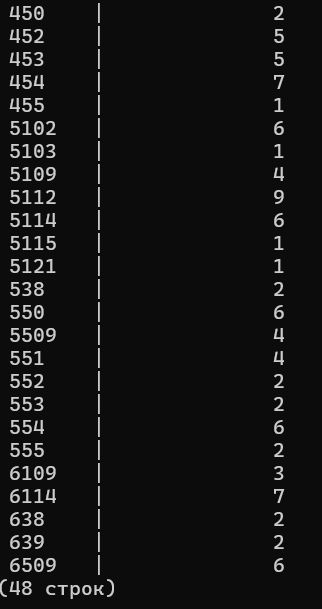 450 | 2
452 | 5
453 | 5
454 | 7
455 | 1
5102 | 6
5103 | 1
5109 | 4
5112 | 9
5114 | 6
5115 | 1
5121 | 1
538 | 2
550 | 6
5509 | 4
551 | 4
552 | 2
553 | 2
554 | 6
555 | 2
6109 | 3
6114 | 7
638 | 2
639 | 2
6509 | 6
(48 строк)